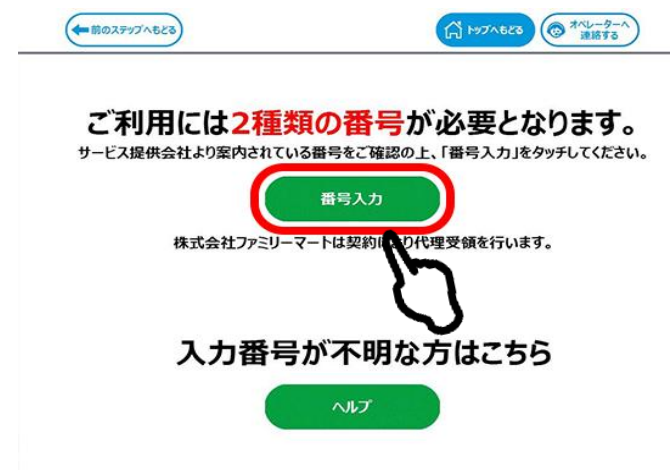 前のステップへもどる
トップへもどる
オペレーターへ
連絡する
ご利用には2種類の番号が必要となります。
サービス提供会社より案内されている番号をご確認の上、「番号入力」をタッチしてください。
番号入力
株式会社ファミリーマートは契約により代理受領を行います。
入力番号が不明な方はこちら
ヘルプ